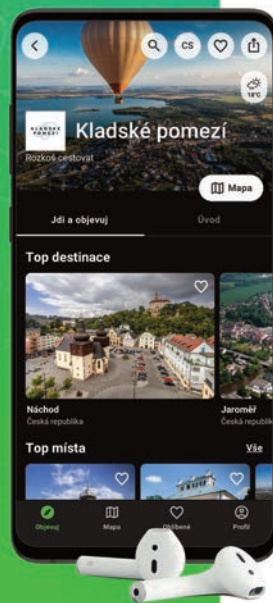 CS
18°C
KLADSKÉ
POMEZÍ
Kladské pomezí
Rozkoš cestovat
Mapa
Jdi a objevuj
Úvod
Top destinace
Náchod
Česká republika
Jaroměř
Česká republik
Top místa
Vše
Objevuj
Mapa
Oblíbené
Profil